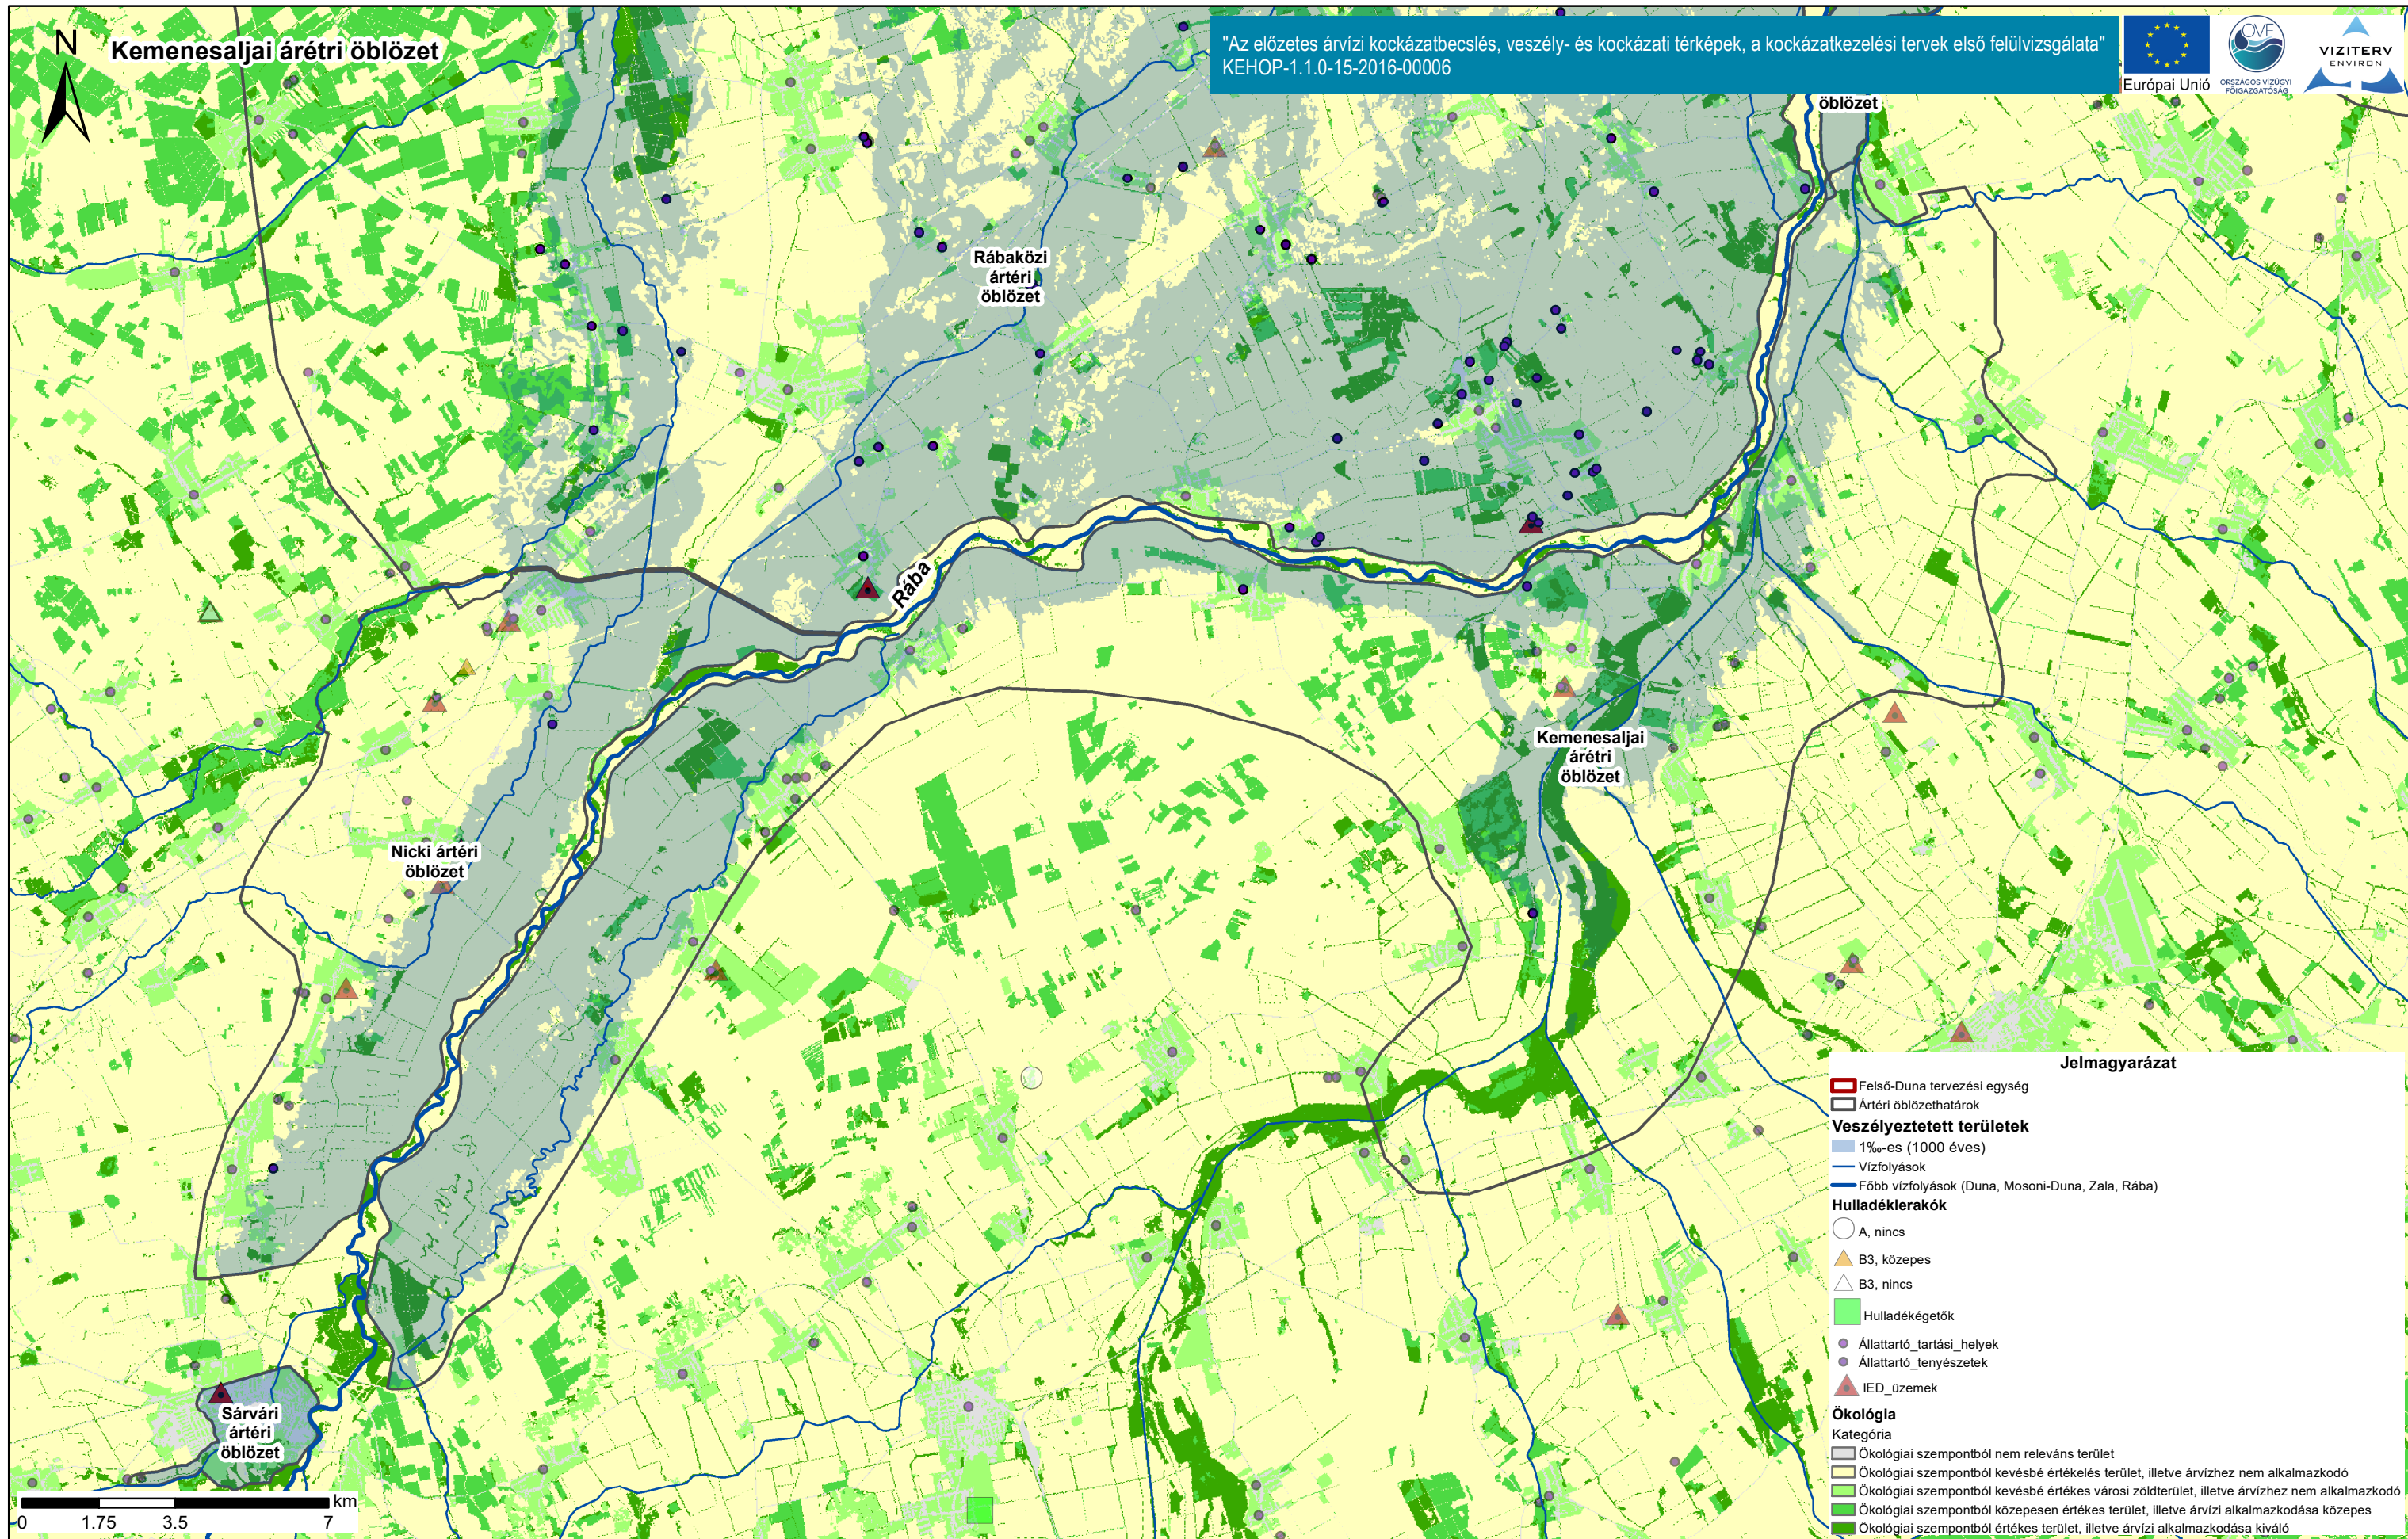 N
Kemenesaljai árétri öblözet
"Az előzetes árvízi kockázatbecslés, veszély- és kockázati térképek, a kockázatkezelési tervek első felülvizsgálata"
KEHOP-1.1.0-15-2016-00006
Európai Unió
OVF
ORSZÁGOS VÍZÜGYI
FŐIGAZGATÓSÁG
VIZITERV
ENVIRON
öblözet
Rábaközi
ártéri
öblözet
Rába
Kemenesaljai
árétri
öblözet
Nicki ártéri
öblözet
Sárvári
ártéri
öblözet
km
0 1.75 3.5 7
Jelmagyarázat
Felső-Duna tervezési egység
Ártéri öblözethatárok
Veszélyeztetett területek
1‰-es (1000 éves)
Vízfolyások
Főbb vízfolyások (Duna, Mosoni-Duna, Zala, Rába)
Hulladéklerakók
A, nincs
B3, közepes
B3, nincs
Hulladékégetők
Állattartó_tartási_helyek
Állattartó_tenyészetek
IED_üzemek
Ökológia
Kategória
Ökológiai szempontból nem releváns terület
Ökológiai szempontból kevésbé értékelés terület, illetve árvízhez nem alkalmazkodó
Ökológiai szempontból kevésbé értékes városi zöldterület, illetve árvízhez nem alkalmazkodó
Ökológiai szempontból közepesen értékes terület, illetve árvízi alkalmazkodása közepes
Ökológiai szempontból értékes terület, illetve árvízi alkalmazkodása kiváló